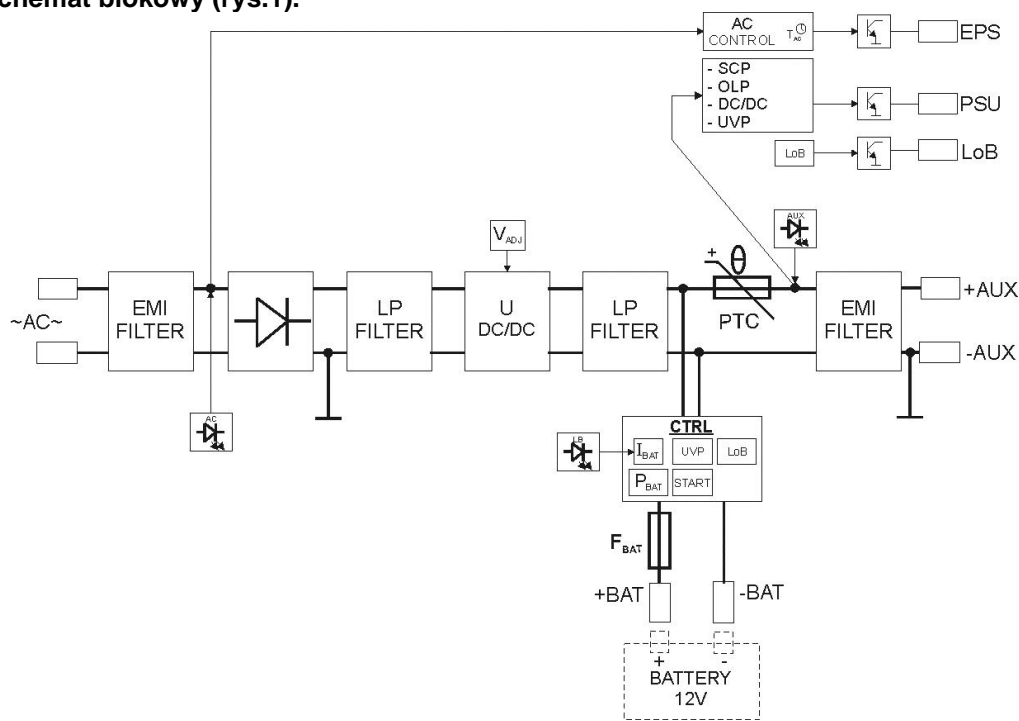 chemat blokowy (rys.1).
AC
CONTROL T AC
EPS
- SCP
- OLP
- DC/DC
- UVP
PSU
LoB
LoB
AUX
V ADJ
~AC~
EMI
FILTER
LP
FILTER
U
DC/DC
LP
FILTER
+ θ
PTC
EMI
FILTER
+AUX
-AUX
AC
CTRL
LB
I BAT
UVP
LoB
P BAT
START
F BAT
+BAT
-BAT
+ -
BATTERY
12V